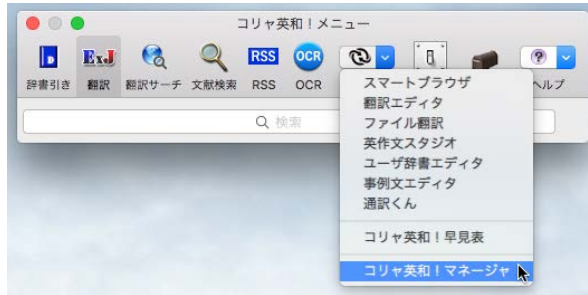 コリャ英和！メニュー
ExJ
RSS
OCR
?
辞書引き 翻訳 翻訳サーチ 文献検索 RSS OCR
ヘルプ
検索
スマートブラウザ
翻訳エディタ
ファイル翻訳
英作文スタジオ
ユーザ辞書エディタ
事例文エディタ
通訳くん
コリャ英和！早見表
コリャ英和！マネージャ